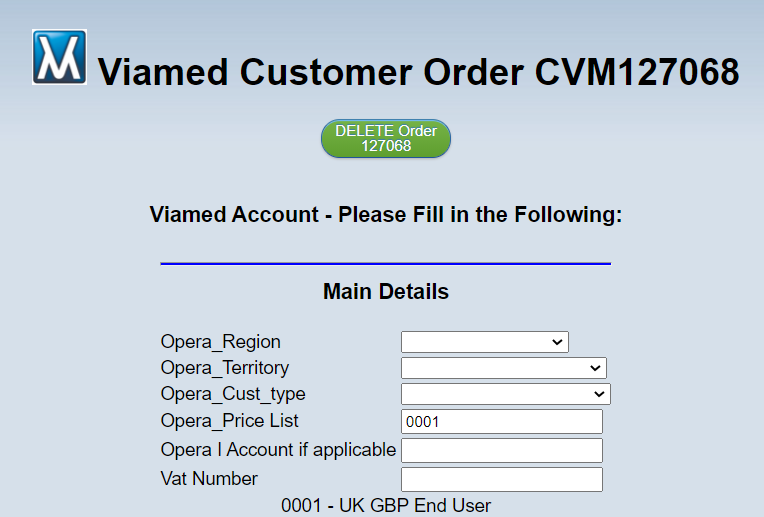 Viamed Customer Order CVM127068
DELETE Order
127068
Viamed Account - Please Fill in the Following:
Main Details
Opera_Region
Opera_Territory
Opera_Cust_type
Opera_Price List 0001
Opera I Account if applicable
Vat Number
0001 - UK GBP End User